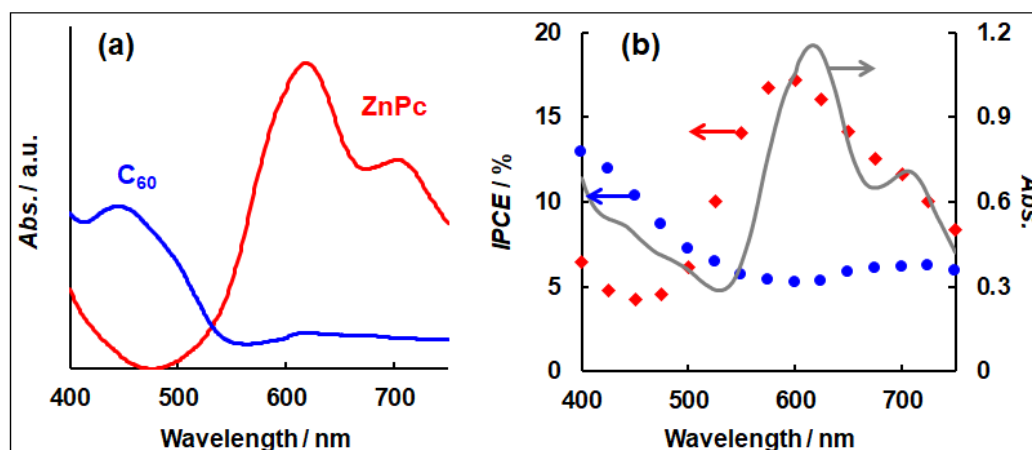 (a)
ZnPc
C60
Abs. / a.u.
400 500 600 700
Wavelength / nm
(b)
20
15
10
5
0
IPCE / %
1.2
0.9
0.6
0.3
0
Abs.
400 500 600 700
Wavelength / nm